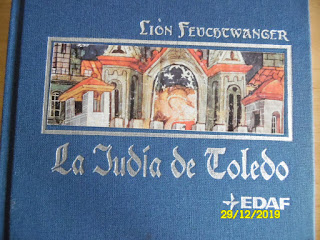 Lión Feuchtwanger
La Judía de Toledo
EDAF
29/12/2019